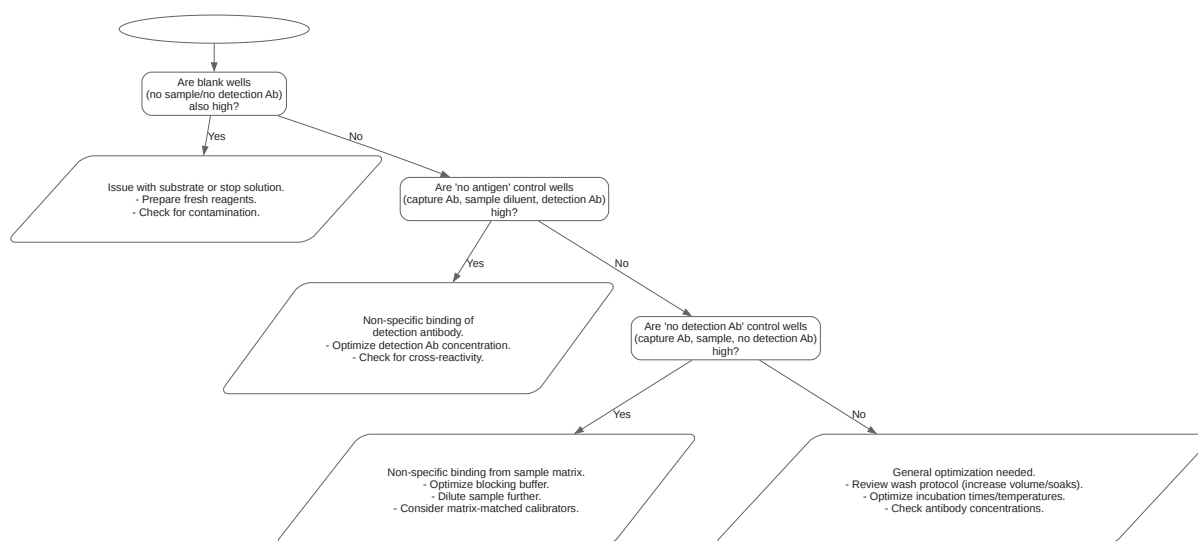 Are blank wells
(no sample/no detection Ab)
also high?
Yes
No
Issue with substrate or stop solution.
- Prepare fresh reagents.
- Check for contamination.
Are 'no antigen' control wells
(capture Ab, sample diluent, detection Ab)
high?
Yes
No
Non-specific binding of
detection antibody.
- Optimize detection Ab concentration.
- Check for cross-reactivity.
Are 'no detection Ab' control wells
(capture Ab, sample, no detection Ab)
high?
Yes
No
Non-specific binding from sample matrix.
- Optimize blocking buffer.
- Dilute sample further.
- Consider matrix-matched calibrators.
General optimization needed.
- Review wash protocol (increase volume/soaks).
- Optimize incubation times/temperatures.
- Check antibody concentrations.